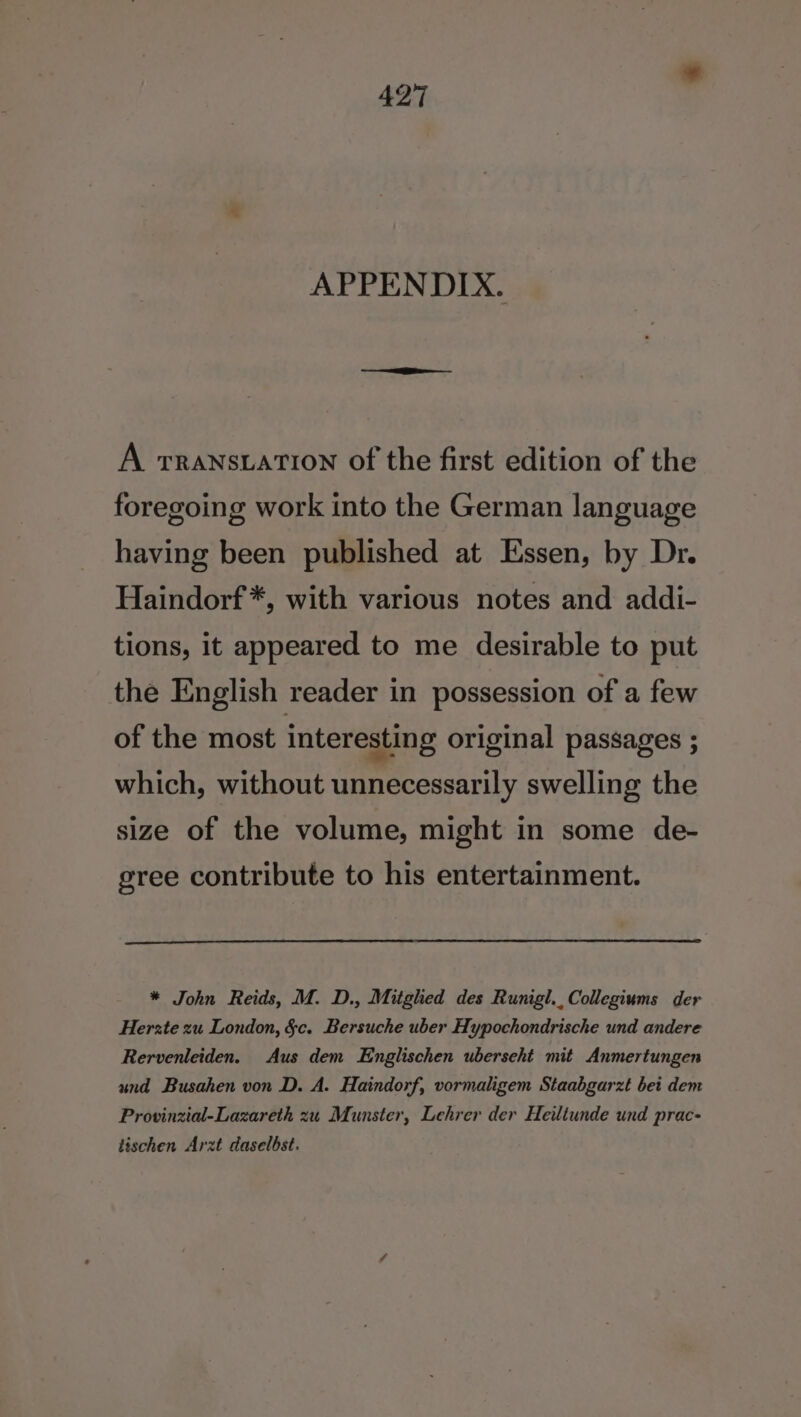 427
APPENDIX.
A TRANSLATION of the first edition of the
foregoing work into the German language
having been published at Essen, by Dr.
Haindorf*, with various notes and addi-
tions, it appeared to me desirable to put
the English reader in possession of a few
of the most interesting original passages ;
which, without unnecessarily swelling the
size of the volume, might in some de-
gree contribute to his entertainment.
* John Reids, M. D., Mitglied des Runigl. Collegiums der
Herzte zu London, &c. Bersuche uber Hypochondrische und andere
Rervenleiden. Aus dem Englischen uberseht mit Anmertungen
und Busahen von D. A. Haindorf, vormaligem Staabgarzt bei dem
Provinzial-Lazareth zu Munster, Lehrer der Heiltunde und prac-
tischen Arzt daselbst.